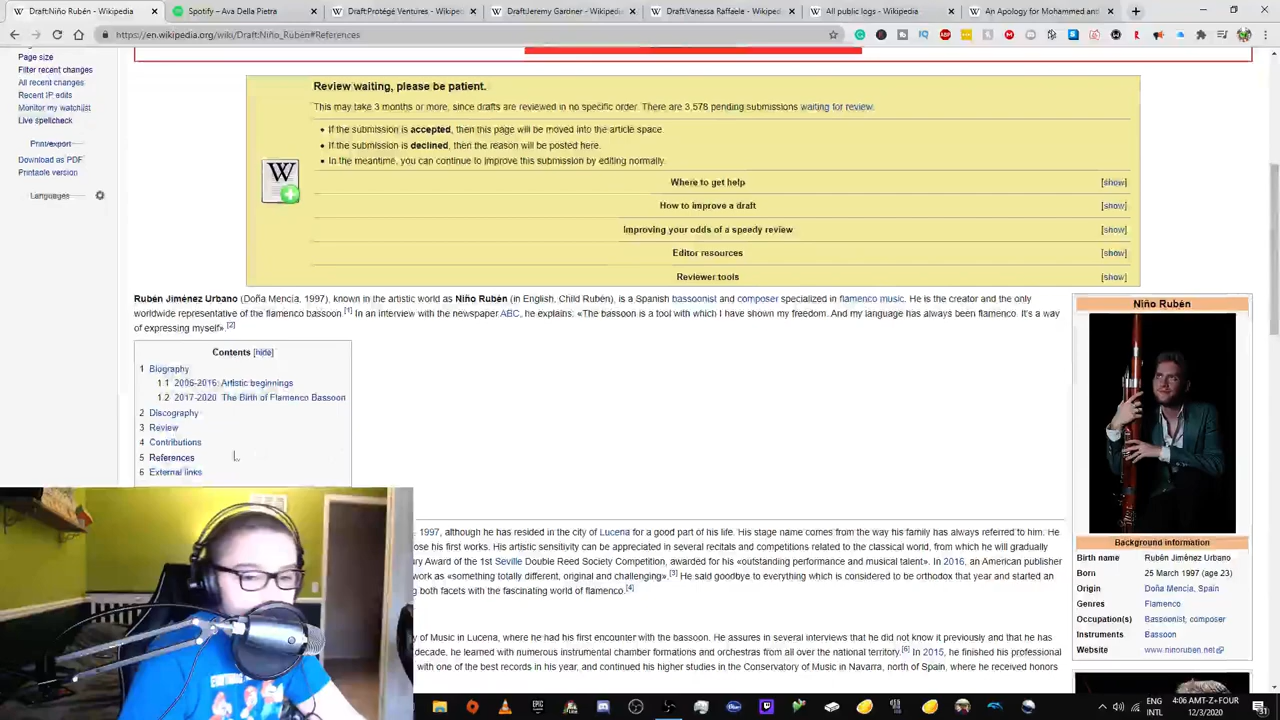 DraftNiño Rubén - Wikipedia
Spotify - Ava Della Pietra
DraftProtégé Ventures - Wikipedia
DraftJeremy Gardner - Wikipedia
DraftVanessa Raffaele - Wikipedia
All public logs - Wikipedia
An Apology for Mohammed and
https://en.wikipedia.org/wiki/Draft:Niño_Rubén#References
Page size
Filter recent changes
All recent changes
Recent IP edits
Monitor my watchlist
Live spellcheck
Print/export
Download as PDF
Printable version
Languages
Review waiting, please be patient.
This may take 3 months or more, since drafts are reviewed in no specific order. There are 3,578 pending submissions waiting for review.
If the submission is accepted, then this page will be moved into the article space.
If the submission is declined, then the reason will be posted here.
In the meantime, you can continue to improve this submission by editing normally.
Where to get help [show]
How to improve a draft [show]
Improving your odds of a speedy review [show]
Editor resources [show]
Reviewer tools [show]
Rubén Jiménez Urbano (Doña Mencía, 1997), known in the artistic world as Niño Rubén (in English, Child Rubén), is a Spanish bassoonist and composer specialized in flamenco music. He is the creator and the only
worldwide representative of the flamenco bassoon.[1] In an interview with the newspaper ABC, he explains: «The bassoon is a tool with which I have shown my freedom. And my language has always been flamenco. It's a way
of expressing myself».[2]
Contents [hide]
1 Biography
1.1 2006-2016: Artistic beginnings
1.2 2017-2020: The Birth of Flamenco Bassoon
2 Discography
3 Review
4 Contributions
5 References
6 External links
1997, although he has resided in the city of Lucena for a good part of his life. His stage name comes from the way his family has always referred to him. He
ose his first works. His artistic sensitivity can be appreciated in several recitals and competitions related to the classical world, from which he will gradually
ry Award of the 1st Seville Double Reed Society Competition, awarded for his «outstanding performance and musical talent». In 2016, an American publisher
work as «something totally different, original and challenging».[3] He said goodbye to everything which is considered to be orthodox that year and started an
g both facets with the fascinating world of flamenco.[4]
y of Music in Lucena, where he had his first encounter with the bassoon. He assures in several interviews that he did not know it previously and that he has
decade, he learned with numerous instrumental chamber formations and orchestras from all over the national territory.[6] In 2015, he finished his professional
with one of the best records in his year, and continued his higher studies in the Conservatory of Music in Navarra, north of Spain, where he received honors
Niño Rubén
Background information
Birth name Rubén Jiménez Urbano
Born 25 March 1997 (age 23)
Origin Doña Mencía, Spain
Genres Flamenco
Occupation(s) Bassoonist, composer
Instruments Bassoon
Website www.ninoruben.net
ENG
INTL
4:06 AMT-Z+FOUR
12/3/2020